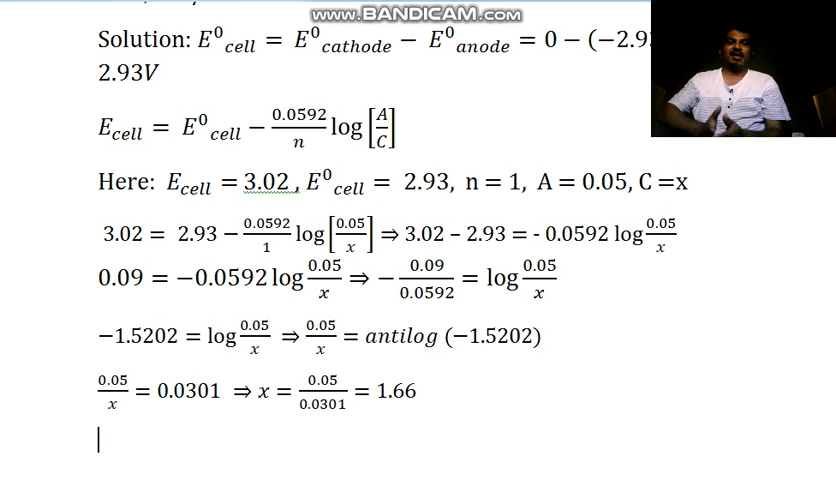 www.BANDICAM.com
Solution: E⁰cell = E⁰cathode − E⁰anode = 0 − (−2.9
2.93V
Ecell = E⁰cell − 0.0592/n log[A/C]
Here: Ecell = 3.02 , E⁰cell = 2.93, n = 1, A = 0.05, C =x
3.02 = 2.93 − 0.0592/1 log[0.05/x] ⇒ 3.02 – 2.93 = - 0.0592 log 0.05/x
0.09 = −0.0592 log 0.05/x ⇒ − 0.09/0.0592 = log 0.05/x
−1.5202 = log 0.05/x ⇒ 0.05/x = antilog (−1.5202)
0.05/x = 0.0301 ⇒ x = 0.05/0.0301 = 1.66